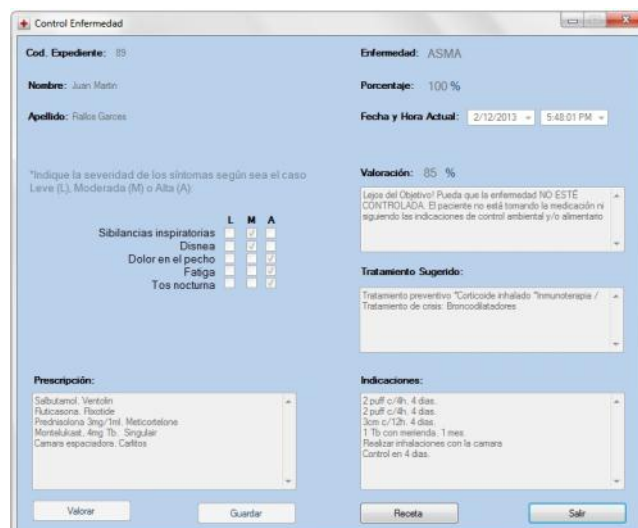 Control Enfermedad
Cod. Expediente: 89
Nombre: Juan Martin
Apellido: Rallos Garces
*Indique la severidad de los síntomas según sea el caso
Leve (L), Moderada (M) o Alta (A):
L M A
Sibilancias inspiratorias
Disnea
Dolor en el pecho
Fatiga
Tos nocturna
Enfermedad: ASMA
Porcentaje: 100 %
Fecha y Hora Actual: 2/12/2013 5:48:01 PM
Valoración: 85 %
Lejos del Objetivo! Pueda que la enfermedad NO ESTÉ
CONTROLADA. El paciente no está tomando la medicación ni
siguiendo las indicaciones de control ambiental y/o alimentario
Tratamiento Sugerido:
Tratamiento preventivo *Corticoide inhalado *Inmunoterapia /
Tratamiento de crisis: Broncodilatadores
Prescripción:
Salbutamol. Ventolin
Fluticasona. Flixotide
Prednisolona 3mg/1ml. Meticortelone
Montelukast, 4mg Tb. Singulair
Camara espaciadora. Carlitos
Indicaciones:
2 puff c/4h, 4 dias.
2 puff c/4h, 4 dias.
3cm c/12h. 4 dias.
1 Tb con merienda, 1 mes.
Realizar inhalaciones con la camara
Control en 4 dias.
Valorar Guardar Receta Salir